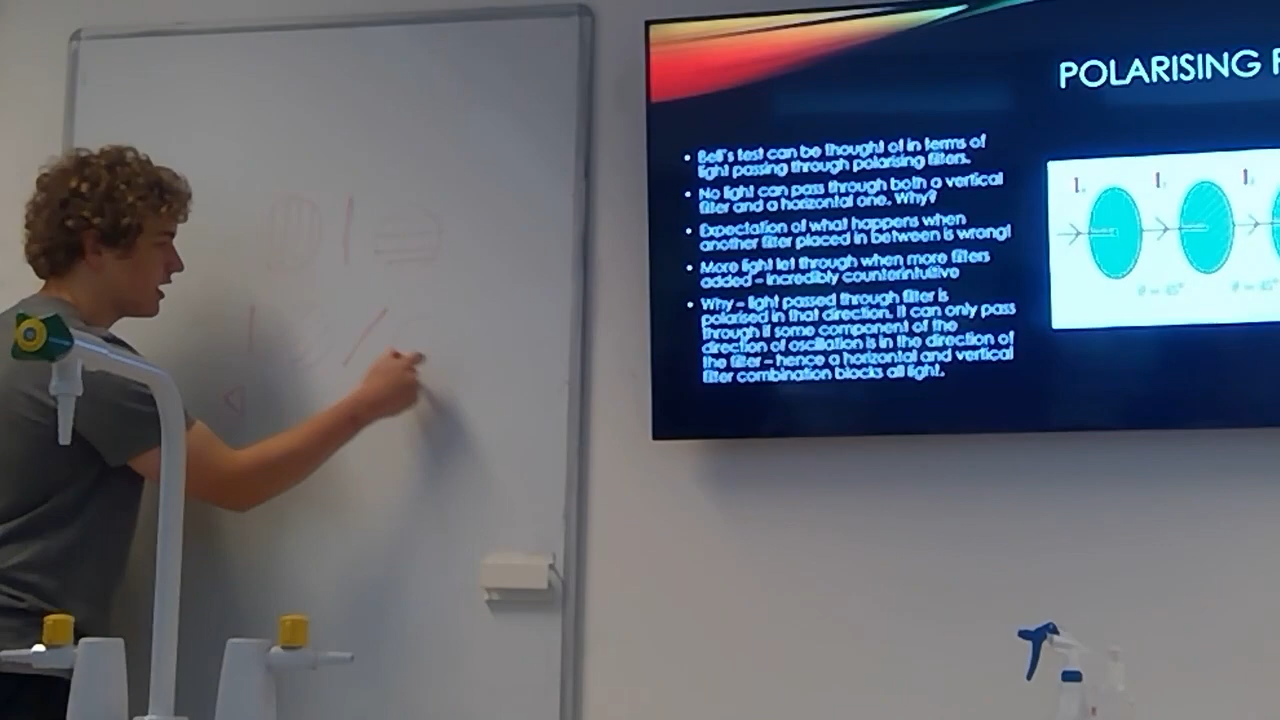 POLARISING
• Bell's test can be thought of in terms of
light passing through polarising filters.
• No light can pass through both a vertical
filter and a horizontal one. Why?
• Expectation of what happens when
another filter placed in between is wrong!
• More light let through when more filters
added – incredibly counterintuitive
• Why – light passed through filter is
polarised in that direction. It can only pass
through if some component of the
direction of oscillation is in the direction of
the filter – hence a horizontal and vertical
filter combination blocks all light.